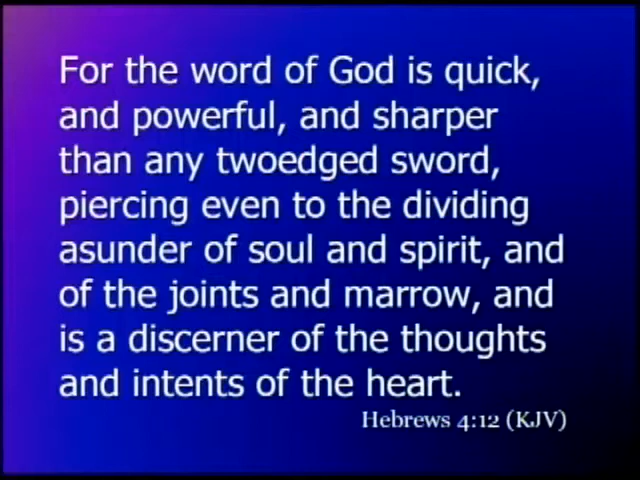 For the word of God is quick,
and powerful, and sharper
than any twoedged sword,
piercing even to the dividing
asunder of soul and spirit, and
of the joints and marrow, and
is a discerner of the thoughts
and intents of the heart.
Hebrews 4:12 (KJV)